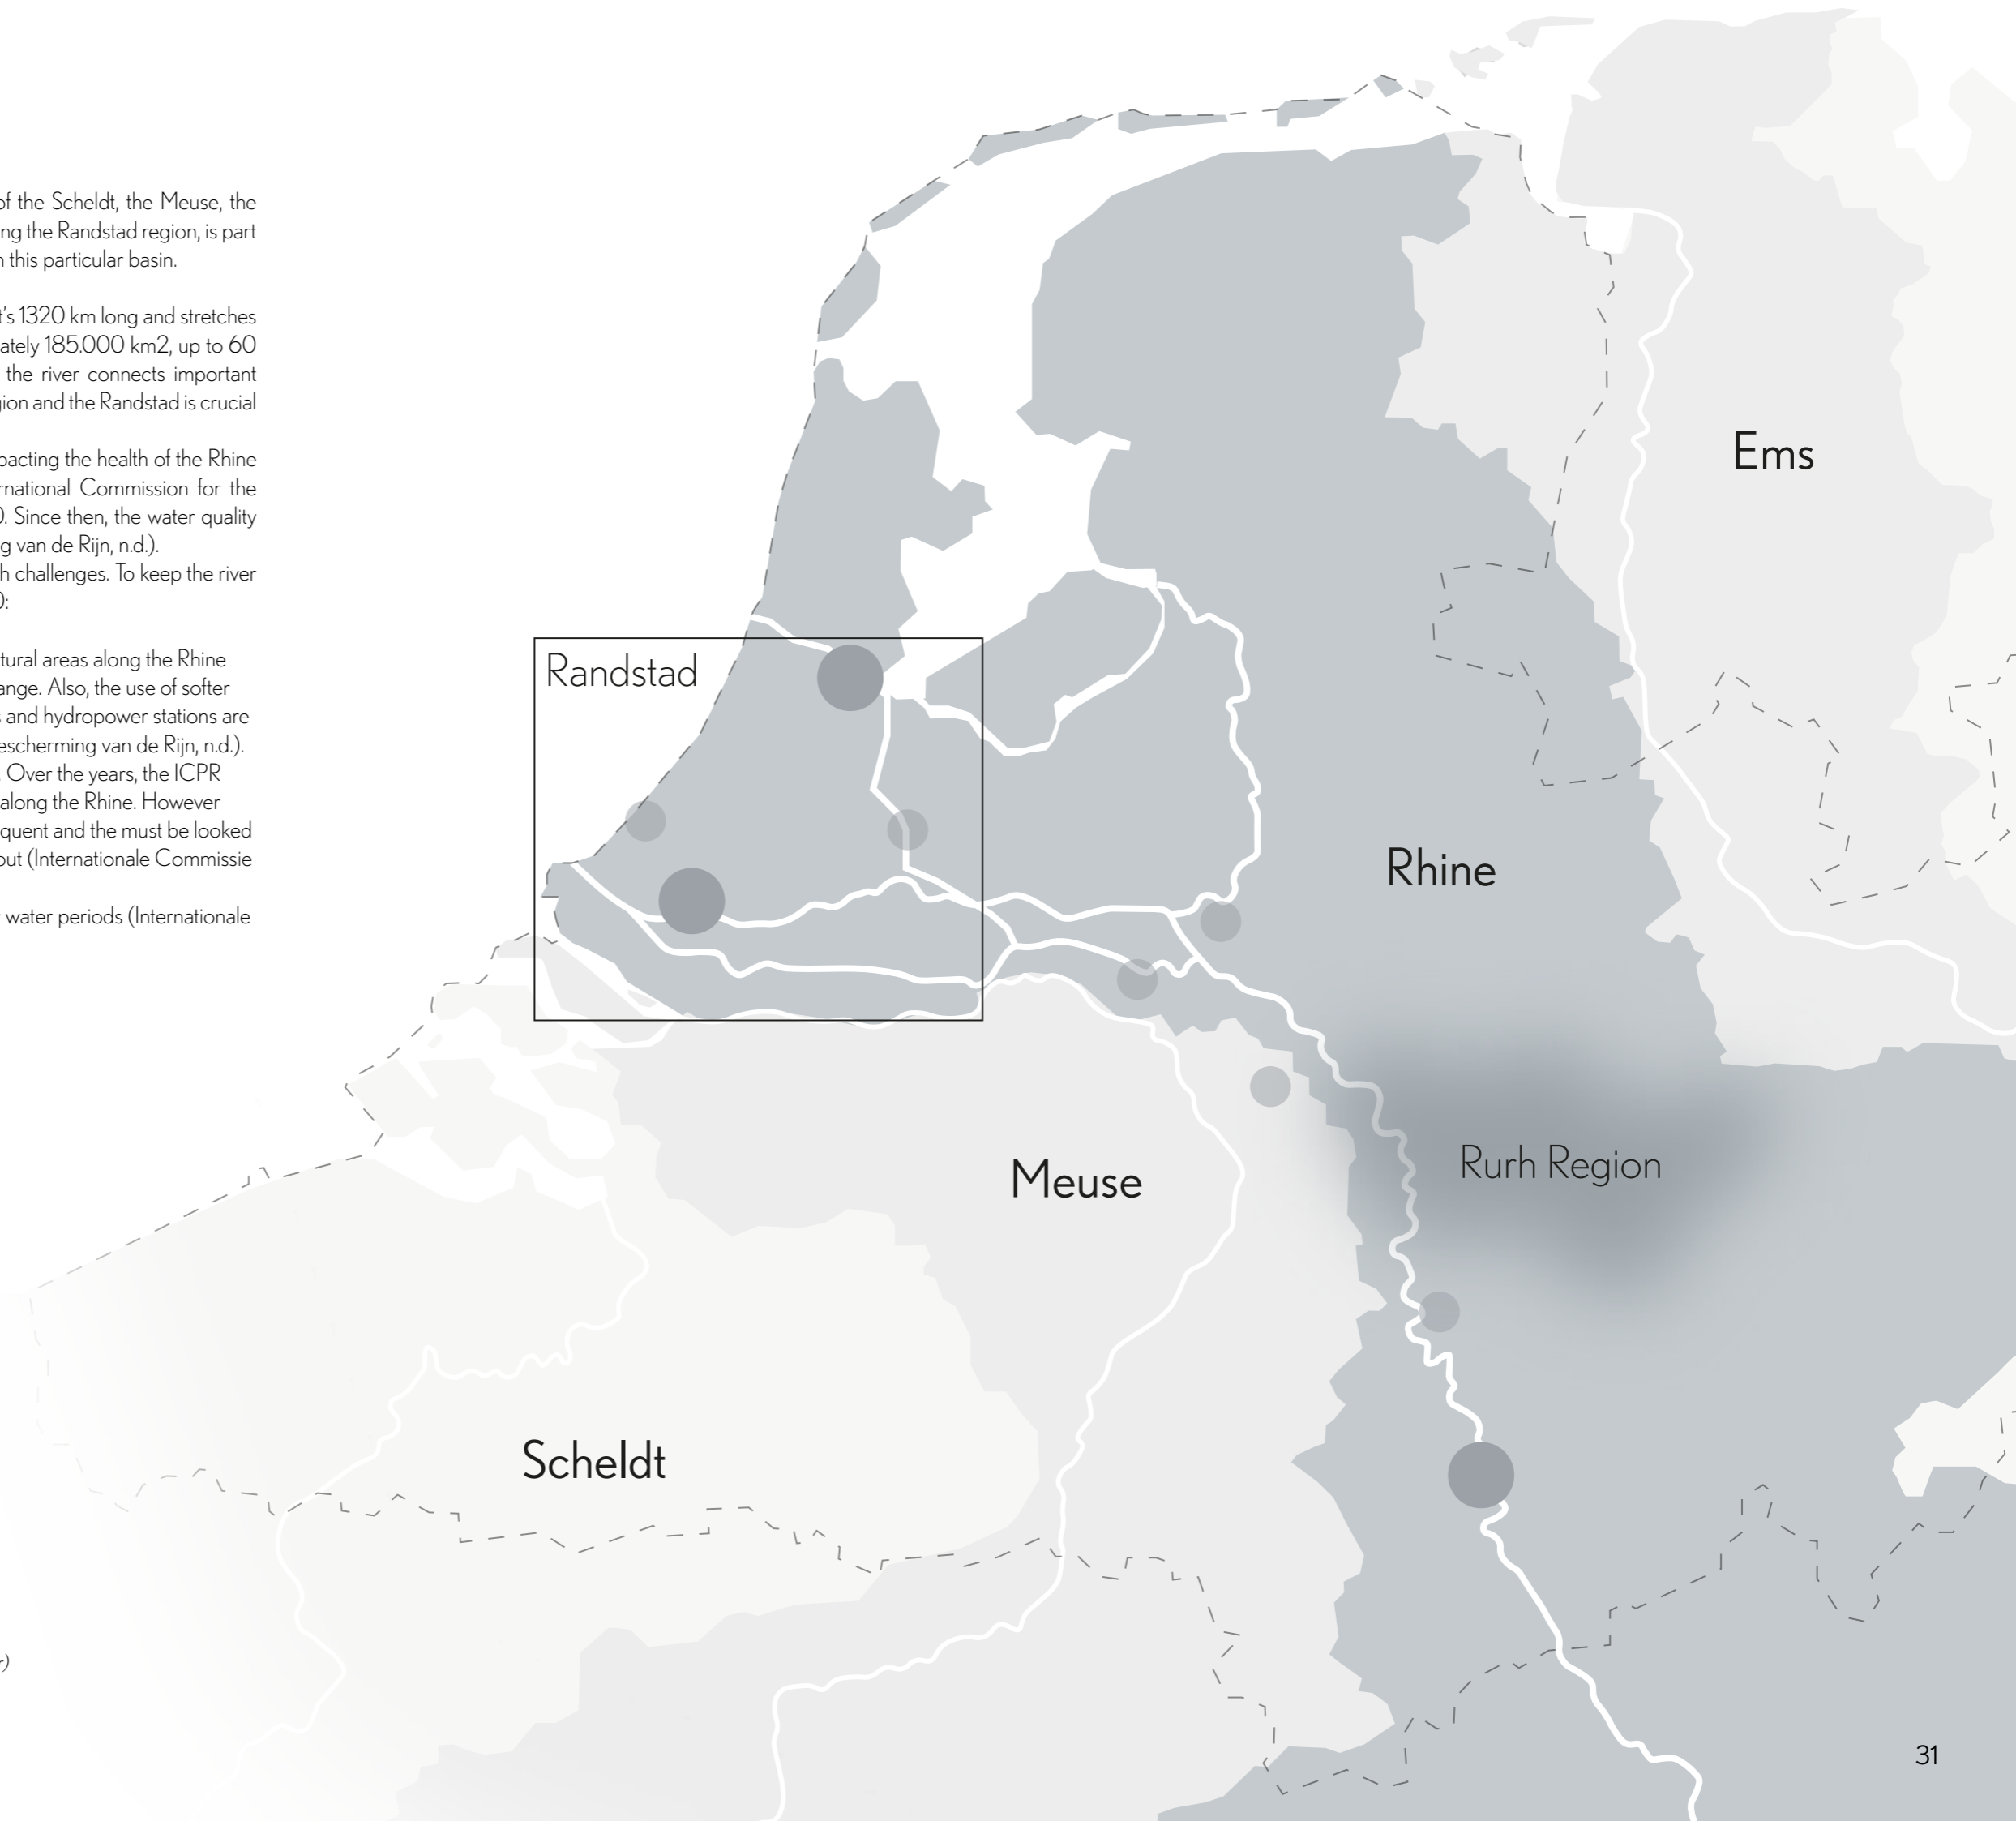 of the Scheldt, the Meuse, the
ng the Randstad region, is part
n this particular basin.
t's 1320 km long and stretches
ately 185.000 km2, up to 60
the river connects important
gion and the Randstad is crucial
pacting the health of the Rhine
rnational Commission for the
0. Since then, the water quality
g van de Rijn, n.d.).
h challenges. To keep the river
0:
tural areas along the Rhine
ange. Also, the use of softer
s and hydropower stations are
escherming van de Rijn, n.d.).
. Over the years, the ICPR
along the Rhine. However
quent and the must be looked
out (Internationale Commissie
water periods (Internationale
r)
Ems
Randstad
Rhine
Meuse
Rurh Region
Scheldt
31